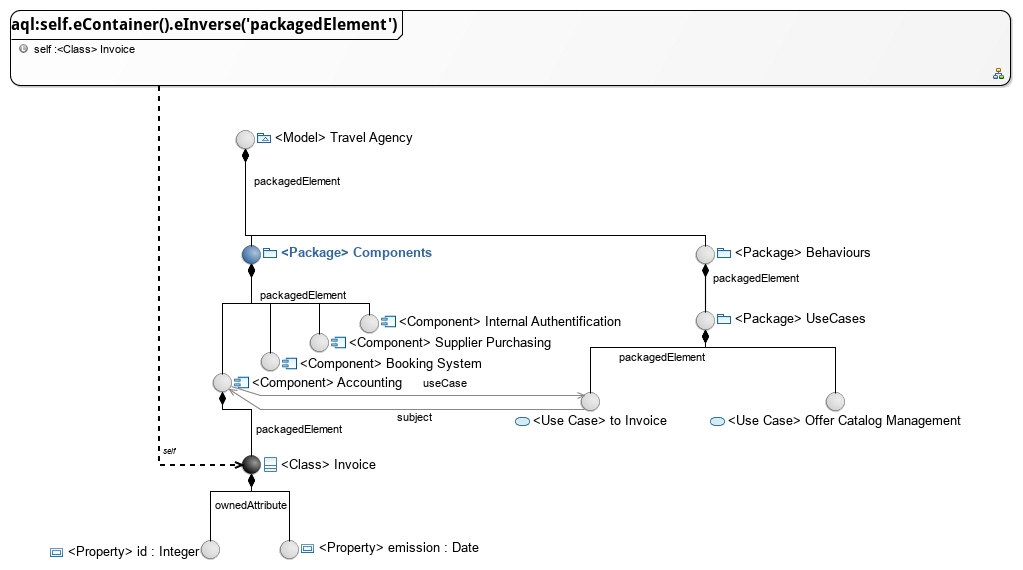 aql:self.eContainer().eInverse('packagedElement')
self :<Class> Invoice
<Model> Travel Agency
packagedElement
<Package> Components
<Package> Behaviours
packagedElement
packagedElement
<Component> Internal Authentification
<Package> UseCases
<Component> Supplier Purchasing
packagedElement
<Component> Booking System
<Component> Accounting
useCase
subject
<Use Case> to Invoice
<Use Case> Offer Catalog Management
packagedElement
self
<Class> Invoice
ownedAttribute
<Property> id : Integer
<Property> emission : Date